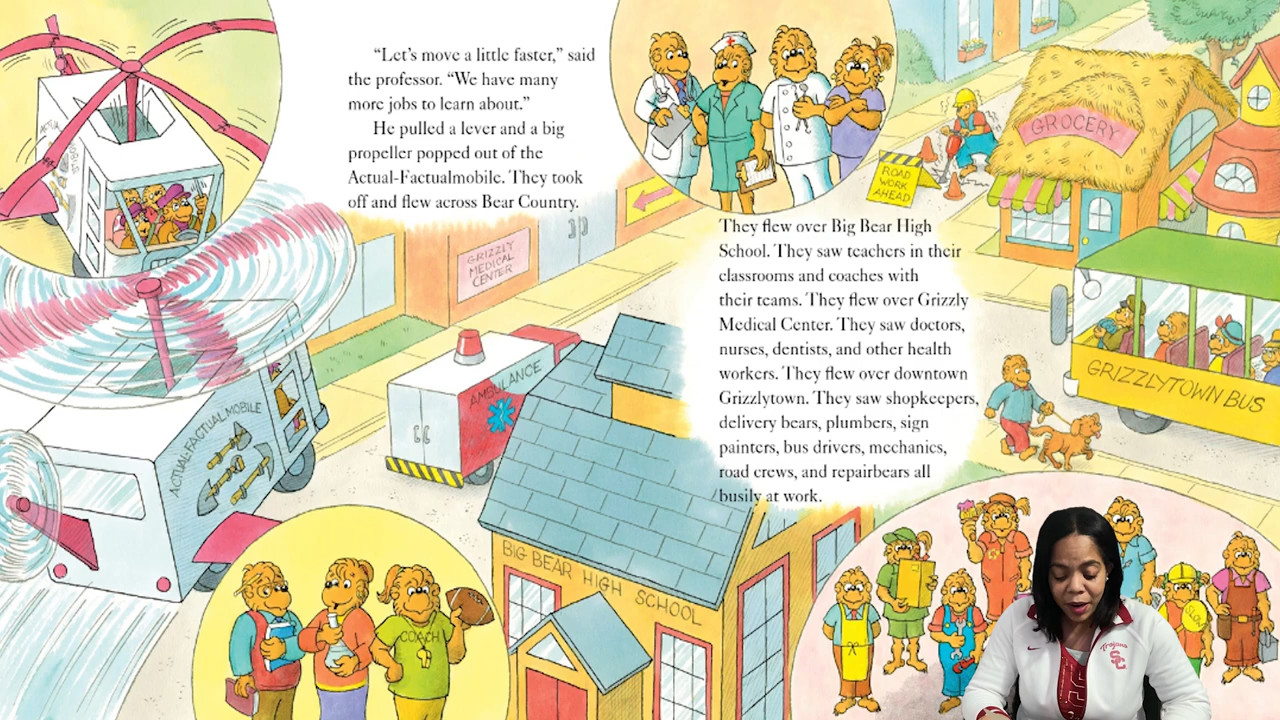 “Let’s move a little faster,” said
the professor. “We have many
more jobs to learn about.”
He pulled a lever and a big
propeller popped out of the
Actual-Factualmobile. They took
off and flew across Bear Country.
They flew over Big Bear High
School. They saw teachers in their
classrooms and coaches with
their teams. They flew over Grizzly
Medical Center. They saw doctors,
nurses, dentists, and other health
workers. They flew over downtown
Grizzlytown. They saw shopkeepers,
delivery bears, plumbers, sign
painters, bus drivers, mechanics,
road crews, and repairbears all
busily at work.
GROCERY
ROAD
WORK
AHEAD
GRIZZLY
MEDICAL
CENTER
AMBULANCE
GRIZZLYTOWN BUS
ACTUAL-FACTUAL MOBILE
BIG BEAR HIGH SCHOOL
COACH
Trojans
SC